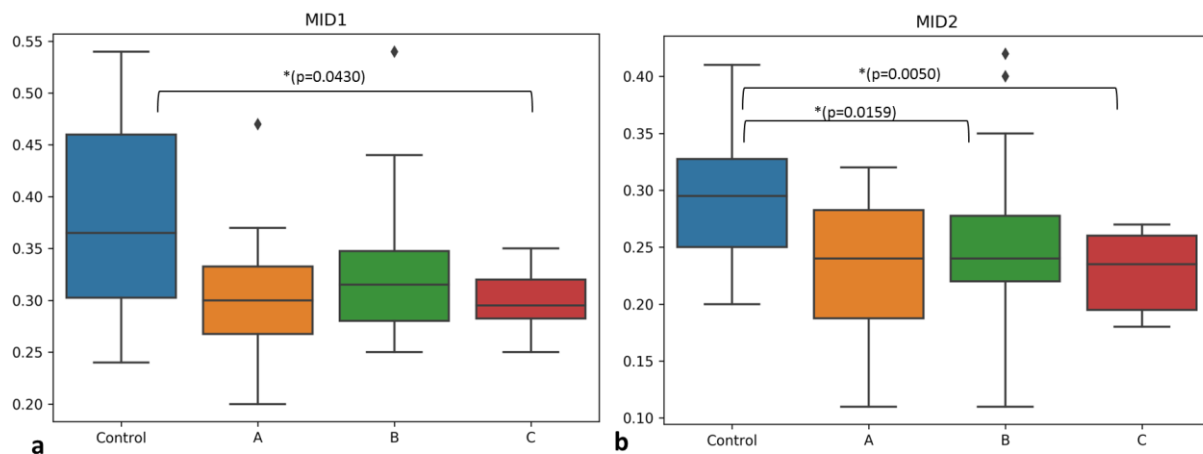 MID1
0.55
0.50
0.45
0.40
0.35
0.30
0.25
0.20
*(p=0.0430)
Control A B C
a
MID2
0.40
0.35
0.30
0.25
0.20
0.15
0.10
*(p=0.0050)
*(p=0.0159)
Control A B C
b